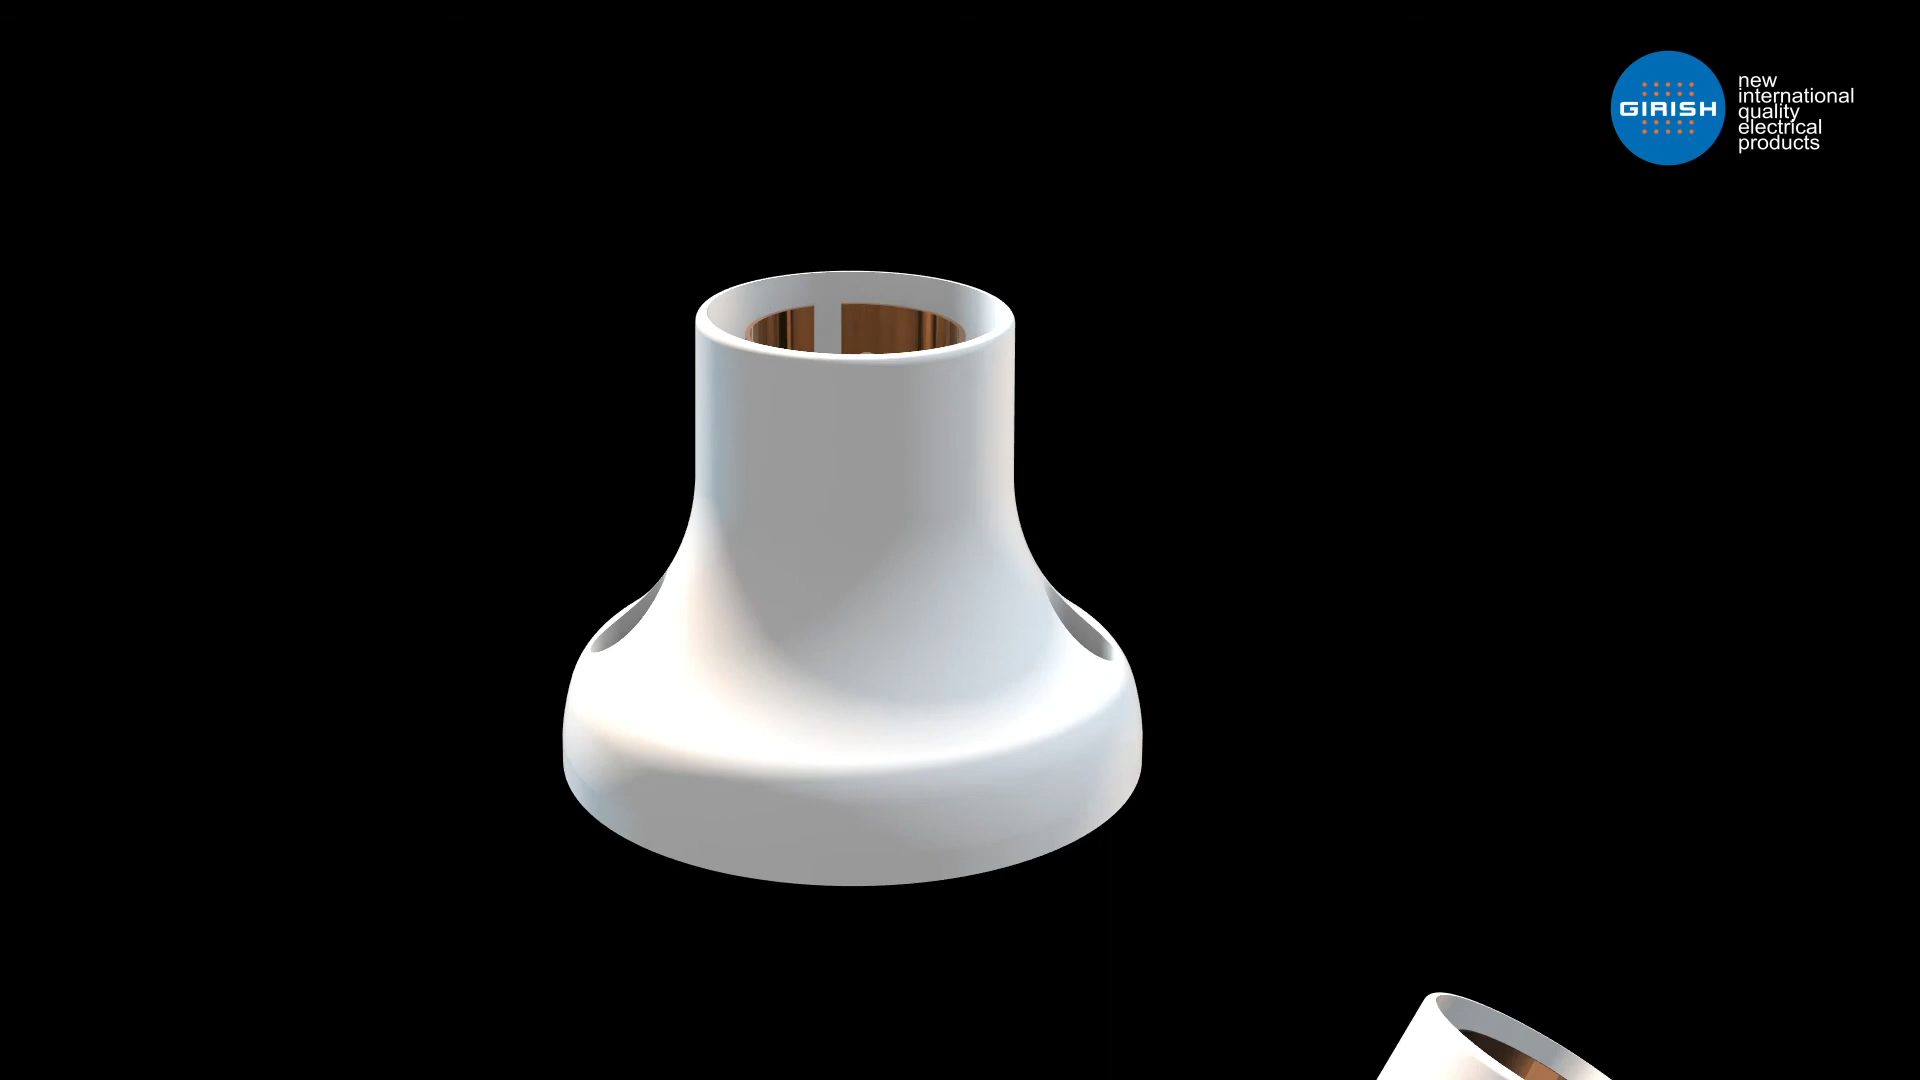 GIRISH
new
international
quality
electrical
products